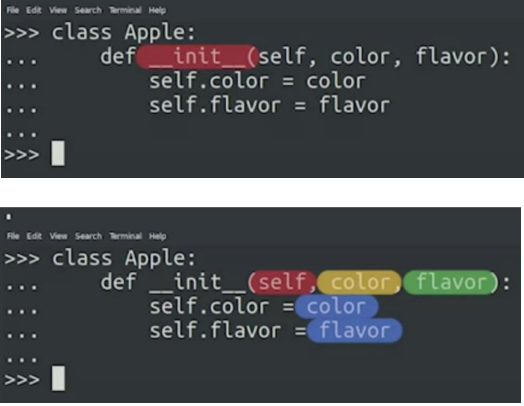 File Edit View Search Terminal Help
>>> class Apple:
...     def __init__(self, color, flavor):
...         self.color = color
...         self.flavor = flavor
...
>>>
File Edit View Search Terminal Help
>>> class Apple:
...     def __init__(self, color, flavor):
...         self.color = color
...         self.flavor = flavor
...
>>>